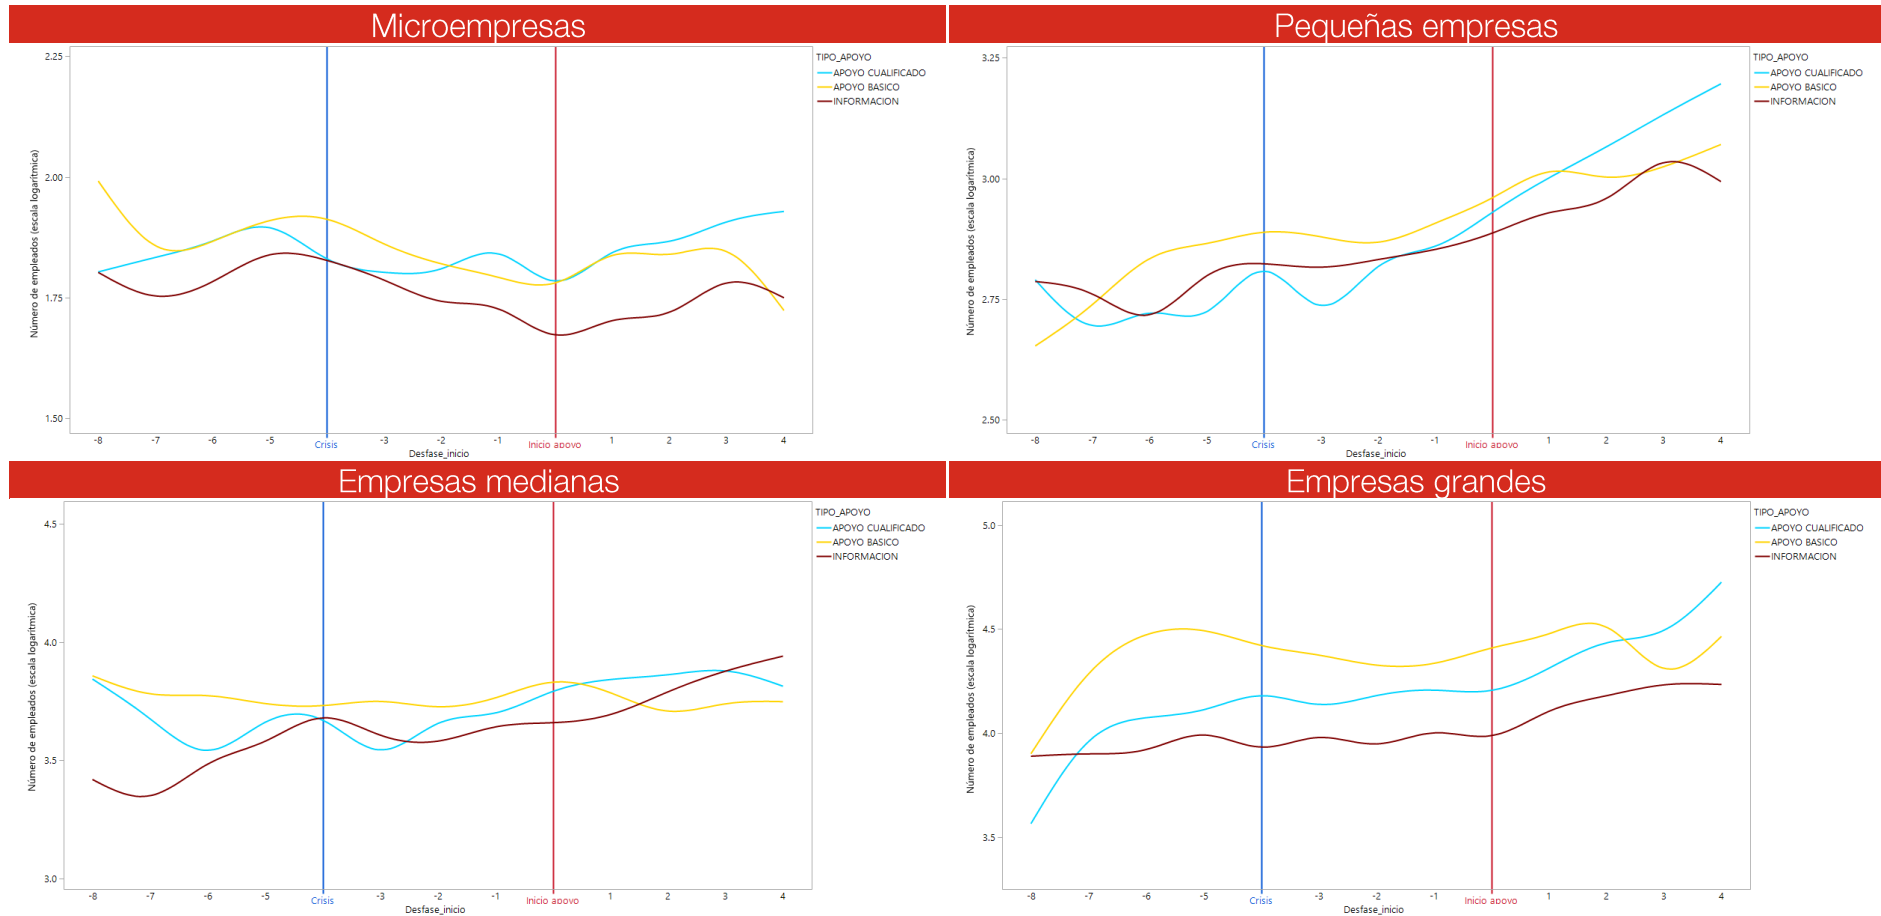 Microempresas
TIPO_APOYO
APOYO CUALIFICADO
APOYO BASICO
INFORMACION
Número de empleados (escala logarítmica)
2.25
2.00
1.75
1.50
-8 -7 -6 -5 Crisis -3 -2 -1 Inicio apoyo 1 2 3 4
Desfase_inicio
Pequeñas empresas
TIPO_APOYO
APOYO CUALIFICADO
APOYO BASICO
INFORMACION
Número de empleados (escala logarítmica)
3.25
3.00
2.75
2.50
-8 -7 -6 -5 Crisis -3 -2 -1 Inicio apoyo 1 2 3 4
Desfase_inicio
Empresas medianas
TIPO_APOYO
APOYO CUALIFICADO
APOYO BASICO
INFORMACION
Número de empleados (escala logarítmica)
4.5
4.0
3.5
3.0
-8 -7 -6 -5 Crisis -3 -2 -1 Inicio apoyo 1 2 3 4
Desfase_inicio
Empresas grandes
TIPO_APOYO
APOYO CUALIFICADO
APOYO BASICO
INFORMACION
Número de empleados (escala logarítmica)
5.0
4.5
4.0
3.5
-8 -7 -6 -5 Crisis -3 -2 -1 Inicio apoyo 1 2 3 4
Desfase_inicio